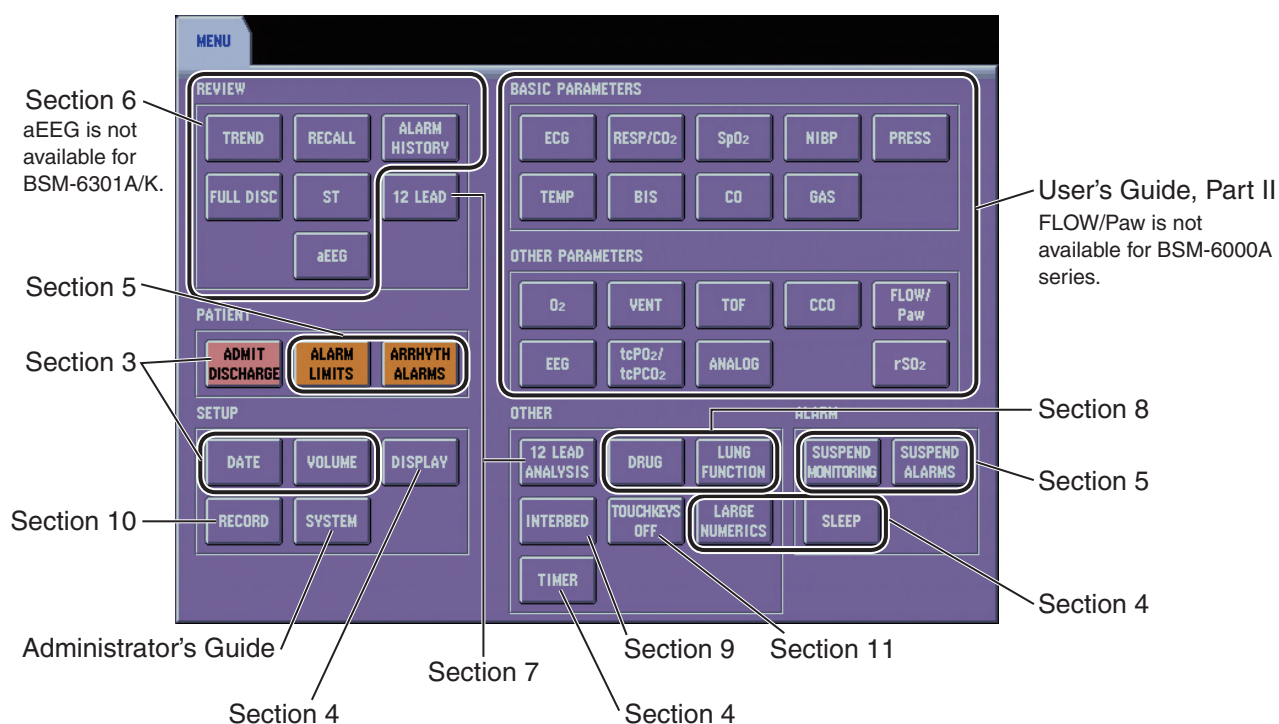 MENU
REVIEW
TREND
RECALL
ALARM
HISTORY
FULL DISC
ST
12 LEAD
aEEG
PATIENT
ADMIT
DISCHARGE
ALARM
LIMITS
ARRHYTH
ALARMS
SETUP
DATE
VOLUME
DISPLAY
RECORD
SYSTEM
BASIC PARAMETERS
ECG
RESP/CO2
SpO2
NIBP
PRESS
TEMP
BIS
CO
GAS
OTHER PARAMETERS
O2
VENT
TOF
CCO
FLOW/
Paw
EEG
tcPO2/
tcPCO2
ANALOG
rSO2
OTHER
12 LEAD
ANALYSIS
DRUG
LUNG
FUNCTION
INTERBED
TOUCHKEYS
OFF
LARGE
NUMERICS
TIMER
ALARM
SUSPEND
MONITORING
SUSPEND
ALARMS
SLEEP
Section 6
aEEG is not
available for
BSM-6301A/K.
Section 5
Section 3
Section 10
Administrator's Guide
Section 4
Section 7
Section 4
Section 9
Section 11
User's Guide, Part II
FLOW/Paw is not
available for BSM-6000A
series.
Section 8
Section 5
Section 4